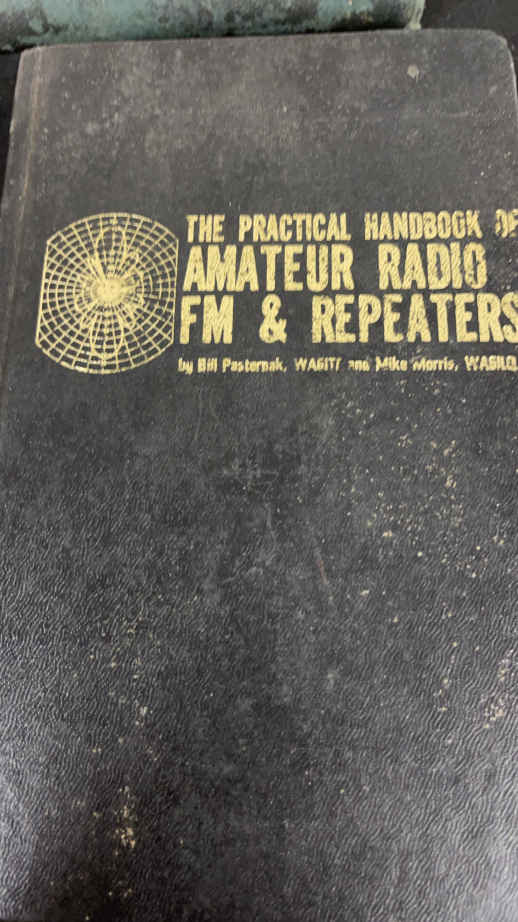 THE PRACTICAL HANDBOOK OF
AMATEUR RADIO
FM & REPEATERS
by Bill Pasternak, and Mike Morris,